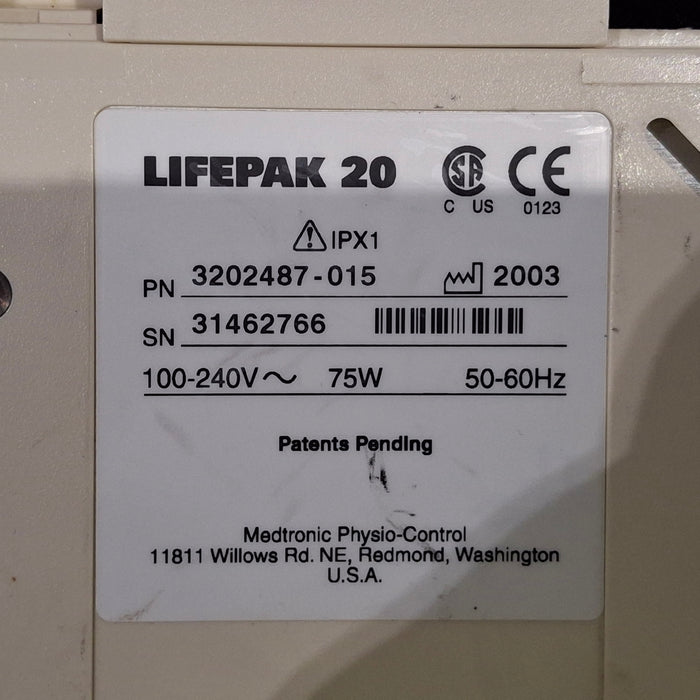 LIFEPAK 20
C US 0123
IPX1
PN 3202487-015 2003
SN 31462766
100-240V~ 75W 50-60Hz
Patents Pending
Medtronic Physio-Control
11811 Willows Rd. NE, Redmond, Washington
U.S.A.